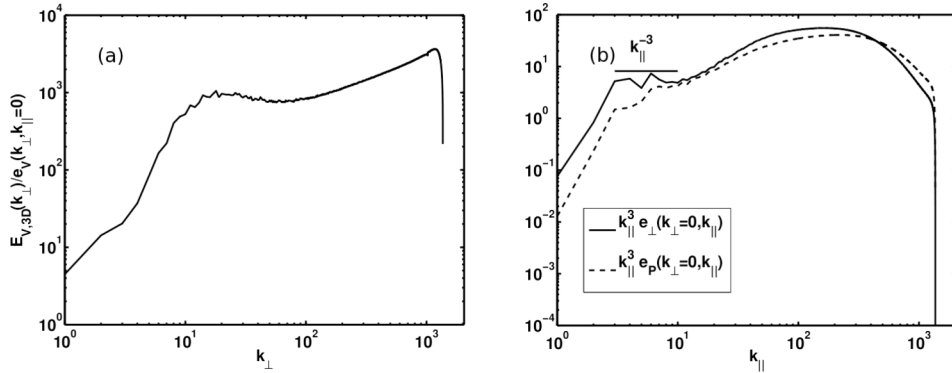 (a)
E_{V,3D}(k_⊥)/e_V(k_⊥,k_{||}=0)
10^4
10^3
10^2
10^1
10^0
10^0 10^1 10^2 10^3
k_⊥
(b)
k_{||}^{-3}
10^2
10^1
10^0
10^{-1}
10^{-2}
10^{-3}
10^{-4}
k_{||}^3 e_⊥(k_⊥=0,k_{||})
k_{||}^3 e_P(k_⊥=0,k_{||})
10^0 10^1 10^2 10^3
k_{||}